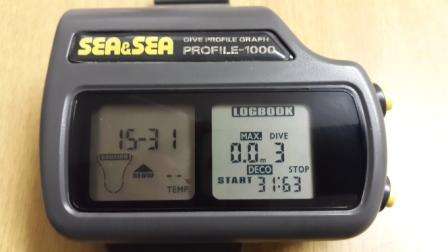 SEA&SEA
DIVE PROFILE GRAPH
PROFILE-1000
15-31
SLOW
--
TEMP.
LOGBOOK
MAX. DIVE
0.0m 3
DECO STOP
START 31:63